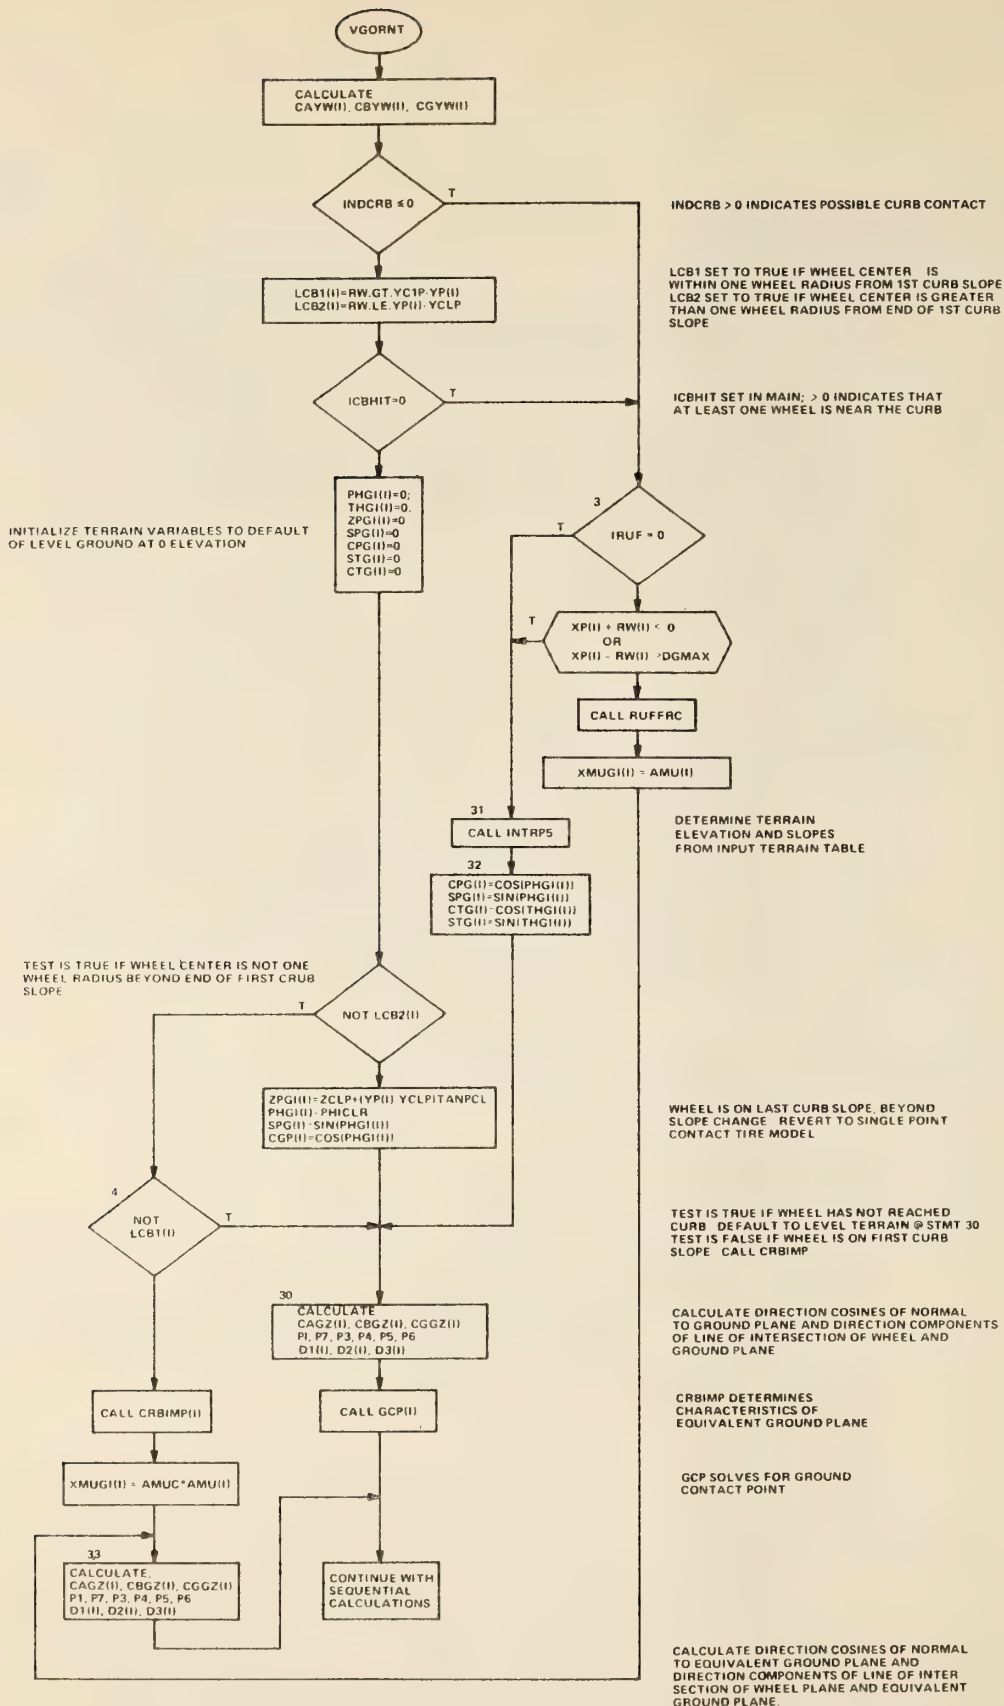 VGORNT
CALCULATE
CAYW(I), CBYW(I), CGYW(I)
INDCRB ≤ 0
T
INDCRB > 0 INDICATES POSSIBLE CURB CONTACT
LCB1(I)=RW.GT.YC1P-YP(I)
LCB2(I)=RW.LE.YP(I)-YCLP
LCB1 SET TO TRUE IF WHEEL CENTER IS
WITHIN ONE WHEEL RADIUS FROM 1ST CURB SLOPE
LCB2 SET TO TRUE IF WHEEL CENTER IS GREATER
THAN ONE WHEEL RADIUS FROM END OF 1ST CURB
SLOPE
ICBHIT=0
T
ICBHIT SET IN MAIN; > 0 INDICATES THAT
AT LEAST ONE WHEEL IS NEAR THE CURB
INITIALIZE TERRAIN VARIABLES TO DEFAULT
OF LEVEL GROUND AT 0 ELEVATION
PHGI(I)=0;
THGI(I)=0.
ZPGI(I)=0
SPG(I)=0
CPG(I)=0
STG(I)=0
CTG(I)=0
3
IRUF = 0
T
XP(I) + RW(I) < 0
OR
XP(I) - RW(I) >DGMAX
T
CALL RUFFRC
XMUGI(I) = AMU(I)
31
CALL INTRP5
DETERMINE TERRAIN
ELEVATION AND SLOPES
FROM INPUT TERRAIN TABLE
32
CPG(I)=COS(PHGI(I))
SPG(I)=SIN(PHGI(I))
CTG(I)-COS(THGI(I))
STG(I)=SIN(THGI(I))
TEST IS TRUE IF WHEEL CENTER IS NOT ONE
WHEEL RADIUS BEYOND END OF FIRST CRUB
SLOPE
T
NOT LCB2(I)
ZPGI(I)=ZCLP+(YP(I) YCLP)TANPCL
PHGI(I)-PHICLR
SPG(I)-SIN(PHGI(I))
CGP(I)=COS(PHGI(I))
WHEEL IS ON LAST CURB SLOPE, BEYOND
SLOPE CHANGE REVERT TO SINGLE POINT
CONTACT TIRE MODEL
4
NOT
LCB1(I)
T
TEST IS TRUE IF WHEEL HAS NOT REACHED
CURB DEFAULT TO LEVEL TERRAIN @ STMT 30
TEST IS FALSE IF WHEEL IS ON FIRST CURB
SLOPE CALL CRBIMP
30
CALCULATE
CAGZ(I), CBGZ(I), CGGZ(I)
PI, P7, P3, P4, P5, P6
D1(I), D2(I), D3(I)
CALCULATE DIRECTION COSINES OF NORMAL
TO GROUND PLANE AND DIRECTION COMPONENTS
OF LINE OF INTERSECTION OF WHEEL AND
GROUND PLANE
CALL CRBIMP(I)
CALL GCP(I)
CRBIMP DETERMINES
CHARACTERISTICS OF
EQUIVALENT GROUND PLANE
XMUGI(I) = AMUC*AMU(I)
GCP SOLVES FOR GROUND
CONTACT POINT
33
CALCULATE,
CAGZ(I), CBGZ(I), CGGZ(I)
P1, P7, P3, P4, P5, P6
D1(I), D2(I), D3(I)
CONTINUE WITH
SEQUENTIAL
CALCULATIONS
CALCULATE DIRECTION COSINES OF NORMAL
TO EQUIVALENT GROUND PLANE AND
DIRECTION COMPONENTS OF LINE OF INTER
SECTION OF WHEEL PLANE AND EQUIVALENT
GROUND PLANE.